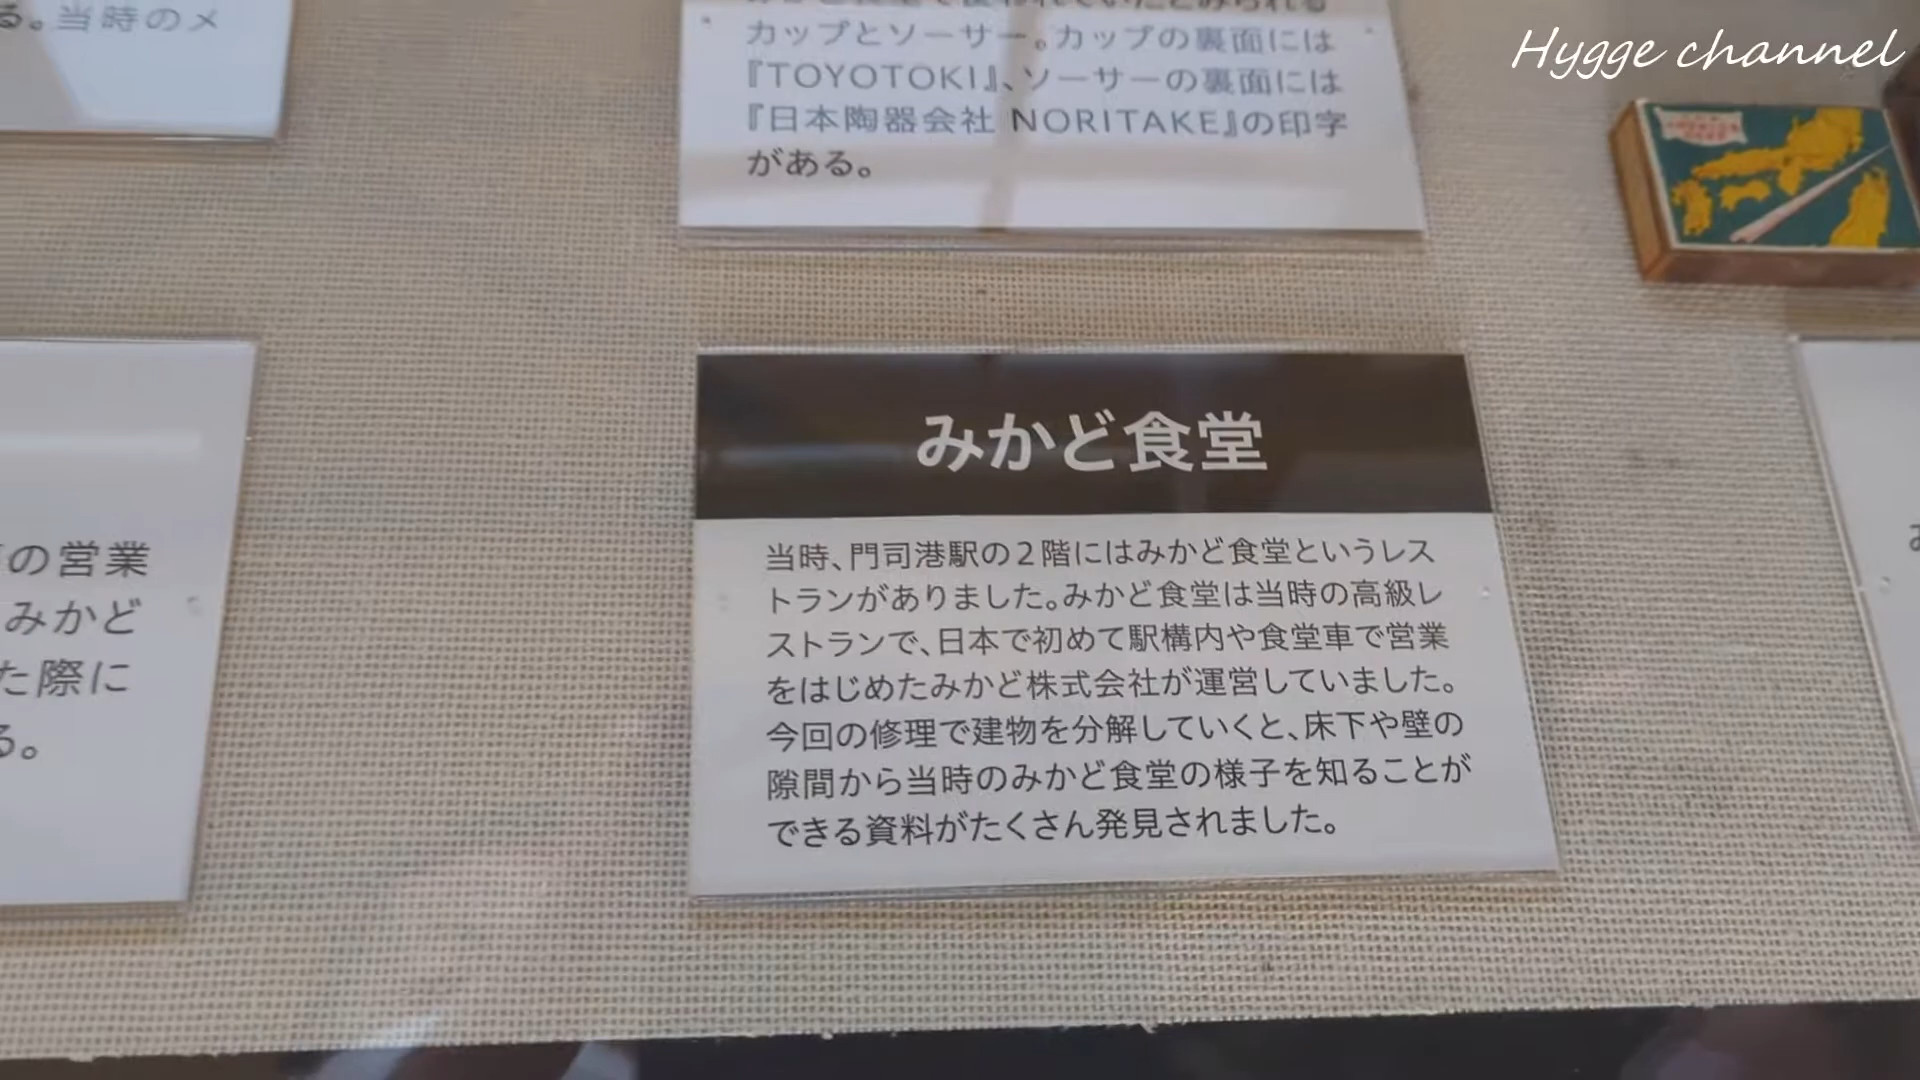 る。当時のメ
カップとソーサー。カップの裏面には
『TOYOTOKI』、ソーサーの裏面には
『日本陶器会社 NORITAKE』の印字
がある。
Hygge channel
の営業
みかど
た際に
る。
みかど食堂
当時、門司港駅の2階にはみかど食堂というレス
トランがありました。みかど食堂は当時の高級レ
ストランで、日本で初めて駅構内や食堂車で営業
をはじめたみかど株式会社が運営していました。
今回の修理で建物を分解していくと、床下や壁の
隙間から当時のみかど食堂の様子を知ることが
できる資料がたくさん発見されました。